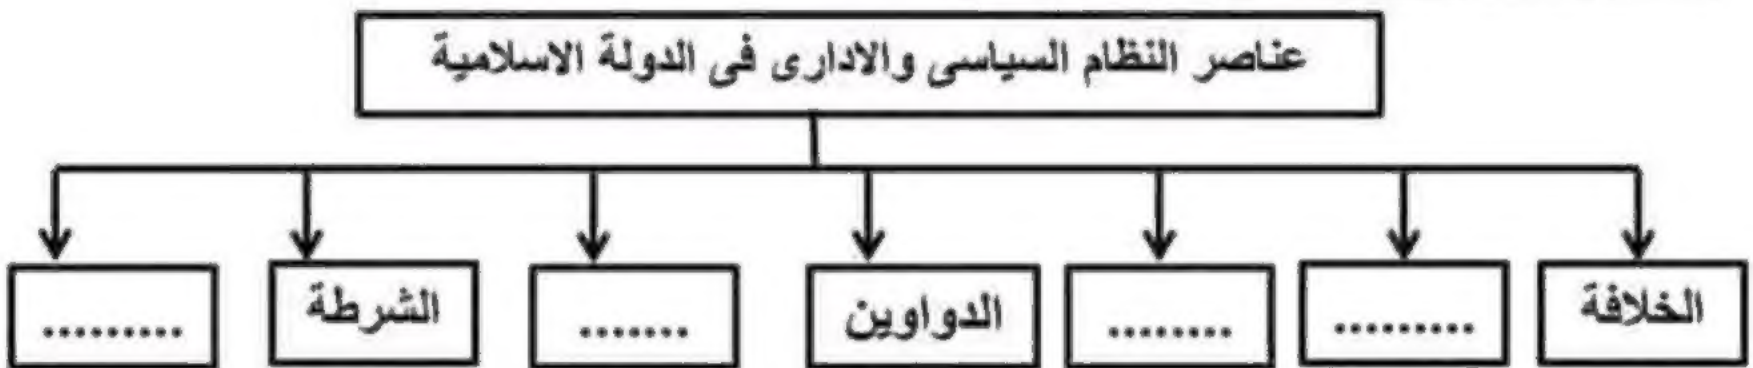 عناصر النظام السياسى والادارى فى الدولة الاسلامية
الخلافة
.........
........
الدواوين
.......
الشرطة
.........